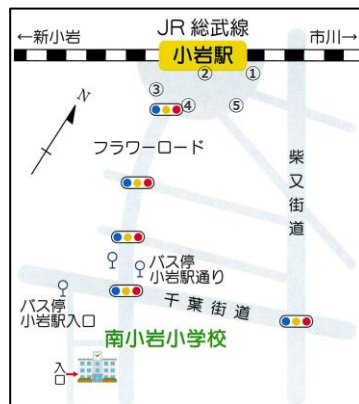 JR 総武線
←新小岩
小岩駅
市川→
②
①
③
④
⑤
N
フラワーロード
柴又街道
バス停
小岩駅通り
バス停
小岩駅入口
千葉街道
南小岩小学校
入口